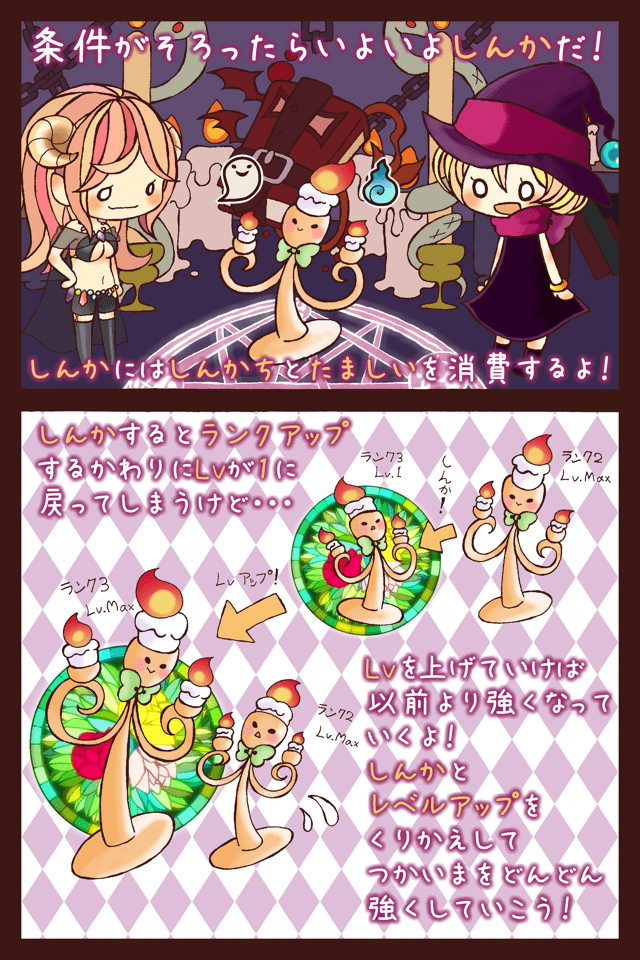 条件がそろったらいよいよしんかだ!
しんかにはしんかちとたましいを消費するよ!
しんかするとランクアップ
するかわりにLvが1に
戻ってしまうけど・・・
ランク3
Lv.1
しんか!
ランク2
Lv.Max
Lvアップ!
ランク3
Lv.Max
ランク2
Lv.Max
Lvを上げていけば
以前より強くなって
いくよ!
しんかと
レベルアップを
くりかえして
つかいまをどんどん
強くしていこう!